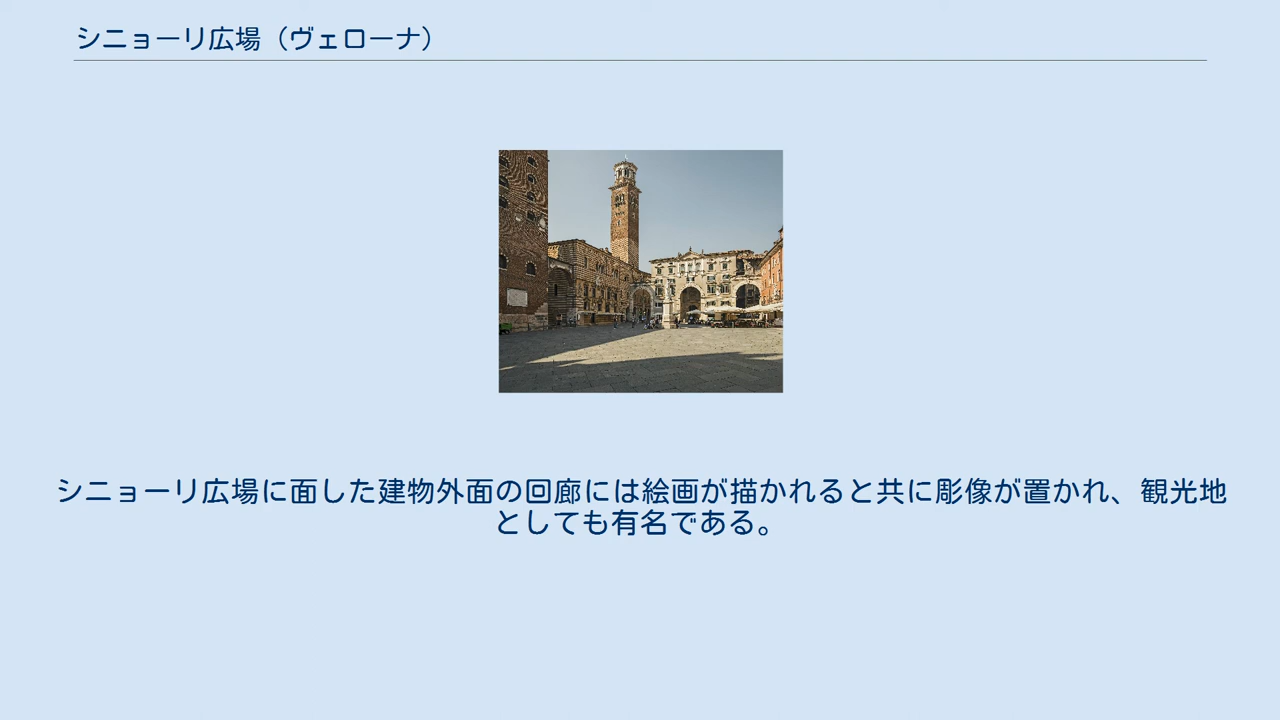 シニョーリ広場（ヴェローナ）
シニョーリ広場に面した建物外面の回廊には絵画が描かれると共に彫像が置かれ、観光地
としても有名である。